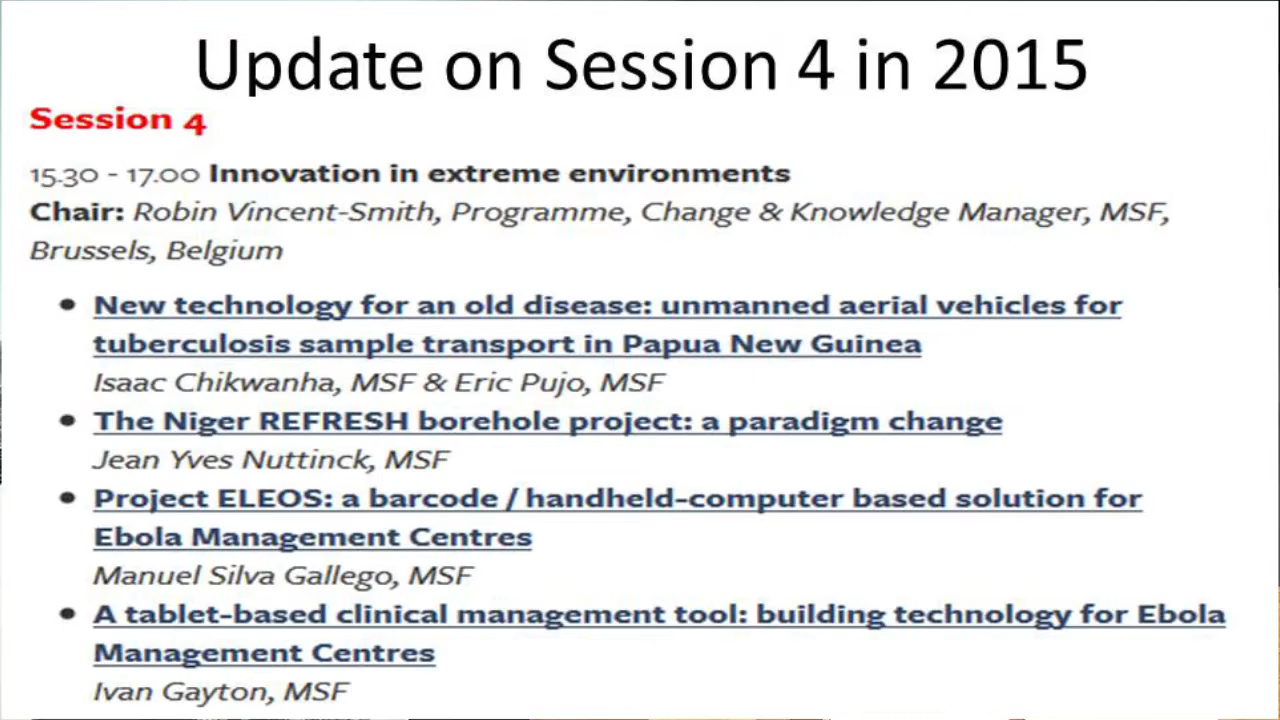 Update on Session 4 in 2015
Session 4
15.30 - 17.00 Innovation in extreme environments
Chair: Robin Vincent-Smith, Programme, Change & Knowledge Manager, MSF,
Brussels, Belgium
• New technology for an old disease: unmanned aerial vehicles for
tuberculosis sample transport in Papua New Guinea
Isaac Chikwanha, MSF & Eric Pujo, MSF
• The Niger REFRESH borehole project: a paradigm change
Jean Yves Nuttinck, MSF
• Project ELEOS: a barcode / handheld-computer based solution for
Ebola Management Centres
Manuel Silva Gallego, MSF
• A tablet-based clinical management tool: building technology for Ebola
Management Centres
Ivan Gayton, MSF